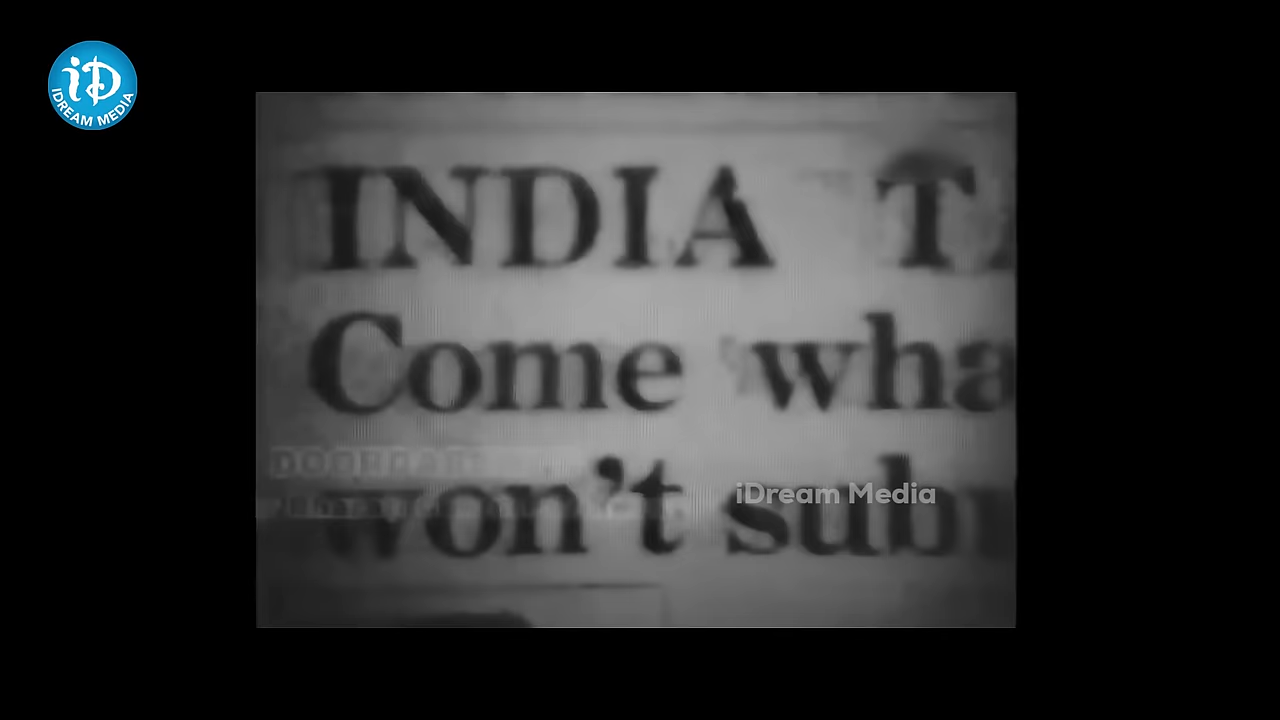 iD
IDREAM MEDIA
INDIA T
Come wha
won't sub
iDream Media